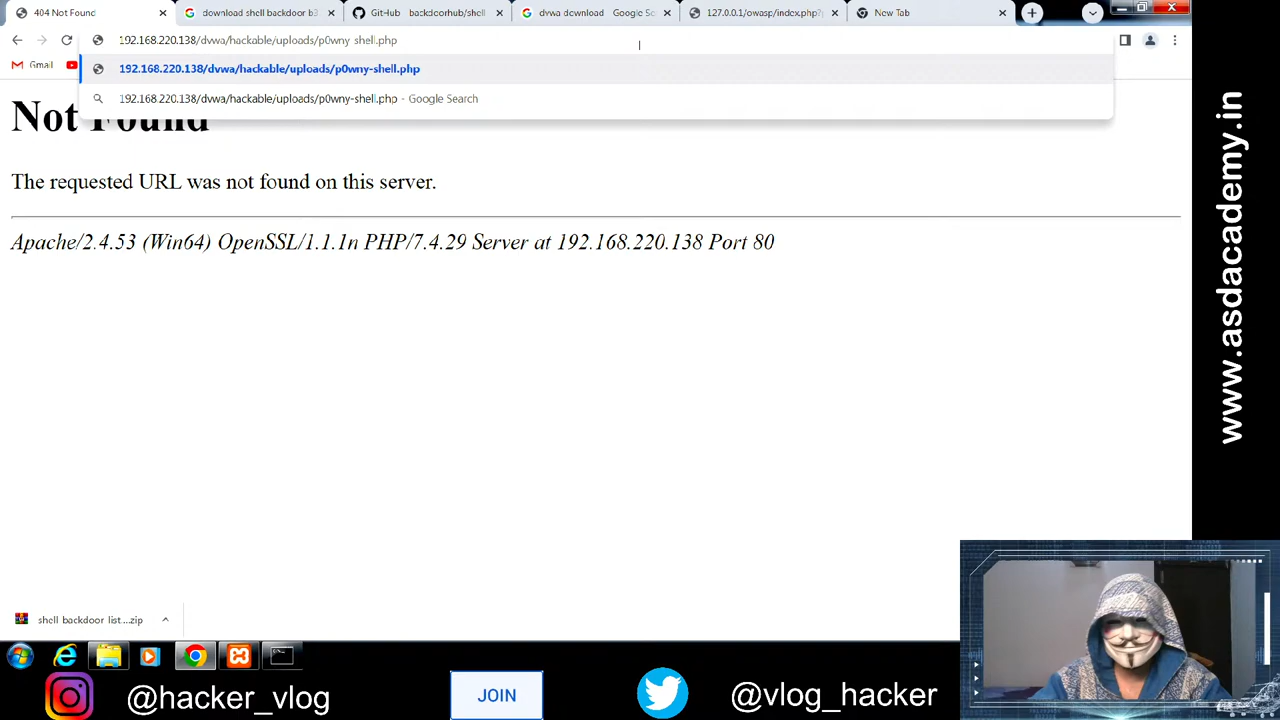 404 Not Found
download shell backdoor b3
GitHub
dvwa download - Google Se
127.0.0.1/owasp/index.php?
New Tab
192.168.220.138/dvwa/hackable/uploads/p0wny-shell.php
Gmail
192.168.220.138/dvwa/hackable/uploads/p0wny-shell.php
192.168.220.138/dvwa/hackable/uploads/p0wny-shell.php - Google Search
Not Found
The requested URL was not found on this server.
Apache/2.4.53 (Win64) OpenSSL/1.1.1n PHP/7.4.29 Server at 192.168.220.138 Port 80
www.asdacademy.in
shell backdoor list....zip
@hacker_vlog
JOIN
@vlog_hacker